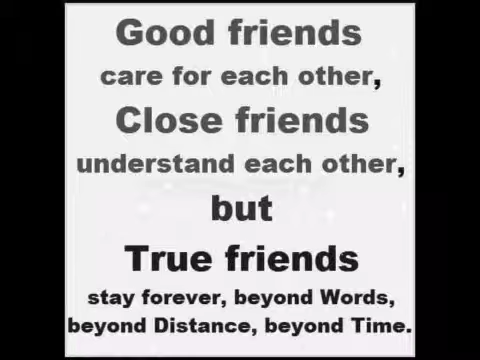 Good friends
care for each other,
Close friends
understand each other,
but
True friends
stay forever, beyond Words,
beyond Distance, beyond Time.